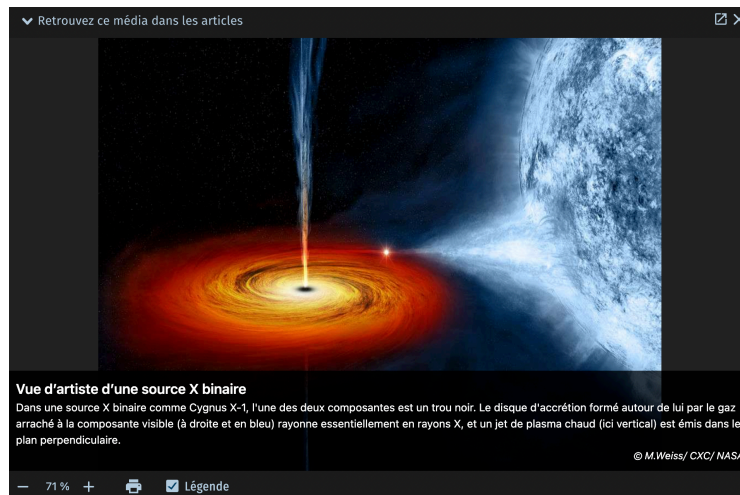 Retrouvez ce média dans les articles
Vue d'artiste d'une source X binaire
Dans une source X binaire comme Cygnus X-1, l'une des deux composantes est un trou noir. Le disque d'accrétion formé autour de lui par le gaz
arraché à la composante visible (à droite et en bleu) rayonne essentiellement en rayons X, et un jet de plasma chaud (ici vertical) est émis dans le
plan perpendiculaire.
© M.Weiss/ CXC/ NASA
71 %
Légende